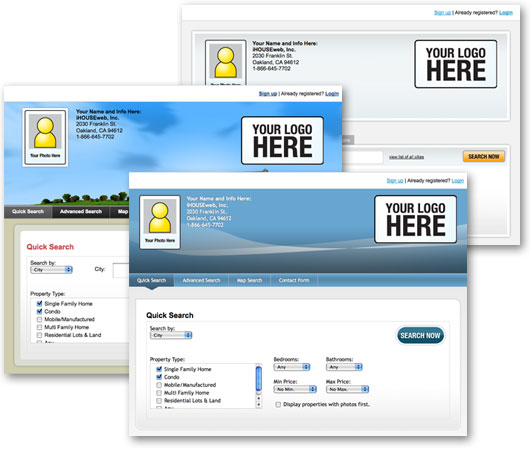 Sign up | Already registered? Login
Your Name and Info Here:
iHOUSEweb, Inc.
2030 Franklin St.
Oakland, CA 94612
1-866-645-7702
Your Photo Here
YOUR LOGO
HERE
view list of all cities
SEARCH NOW
Sign up | Already registered? Login
Your Name and Info Here:
iHOUSEweb, Inc.
2030 Franklin St.
Oakland, CA 94612
1-866-645-7702
Your Photo Here
YOUR LOGO
HERE
Quick Search Advanced Search Map
Quick Search
Search by:
City
City:
Property Type:
Single Family Home
Condo
Mobile/Manufactured
Multi Family Home
Residential Lots & Land
Any
Sign up | Already registered? Login
Your Name and Info Here:
iHOUSEweb, Inc.
2030 Franklin St.
Oakland, CA 94612
1-866-645-7702
Your Photo Here
YOUR LOGO
HERE
Quick Search Advanced Search Map Search Contact Form
Quick Search
Search by:
City
SEARCH NOW
Property Type:
Single Family Home
Condo
Mobile/Manufactured
Multi Family Home
Residential Lots & Land
Any
Bedrooms: Bathrooms:
Any Any
Min Price: Max Price:
No Min. No Max.
Display properties with photos first.